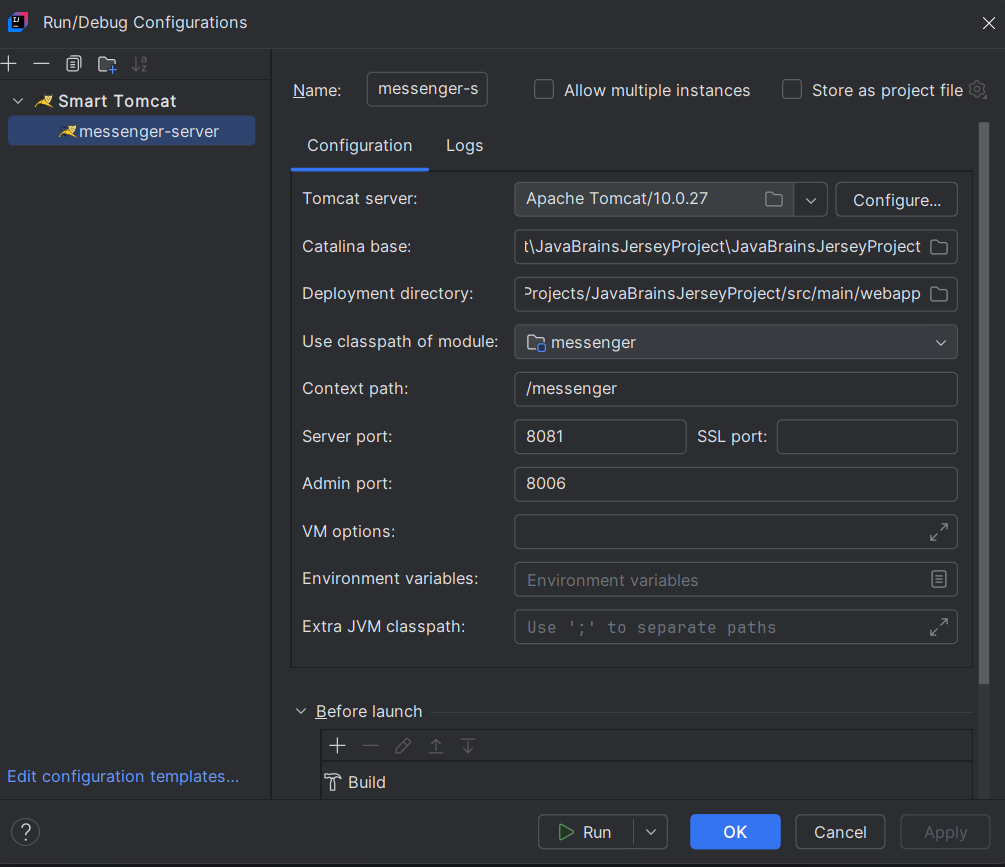 Run/Debug Configurations
Smart Tomcat
messenger-server
Edit configuration templates...
Name: messenger-s Allow multiple instances Store as project file
Configuration Logs
Tomcat server: Apache Tomcat/10.0.27 Configure...
Catalina base: t\JavaBrainsJerseyProject\JavaBrainsJerseyProject
Deployment directory: Projects/JavaBrainsJerseyProject/src/main/webapp
Use classpath of module: messenger
Context path: /messenger
Server port: 8081 SSL port:
Admin port: 8006
VM options:
Environment variables: Environment variables
Extra JVM classpath: Use ';' to separate paths
Before launch
Build
? Run OK Cancel Apply